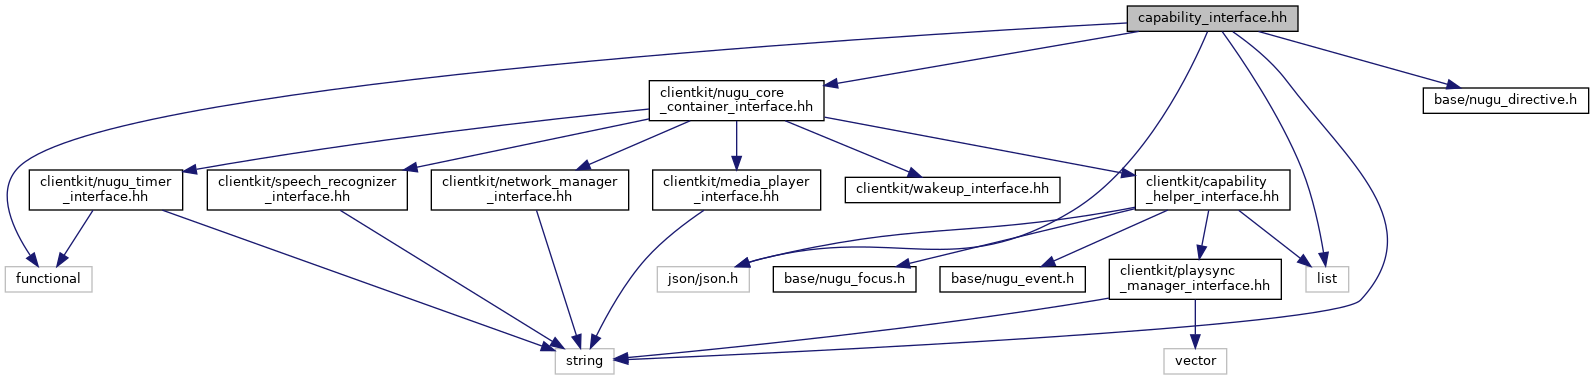 capability_interface.hh
clientkit/nugu_core
_container_interface.hh
base/nugu_directive.h
clientkit/nugu_timer
_interface.hh
clientkit/speech_recognizer
_interface.hh
clientkit/network_manager
_interface.hh
clientkit/media_player
_interface.hh
clientkit/wakeup_interface.hh
clientkit/capability
_helper_interface.hh
functional
json/json.h
base/nugu_focus.h
base/nugu_event.h
clientkit/playsync
_manager_interface.hh
list
string
vector